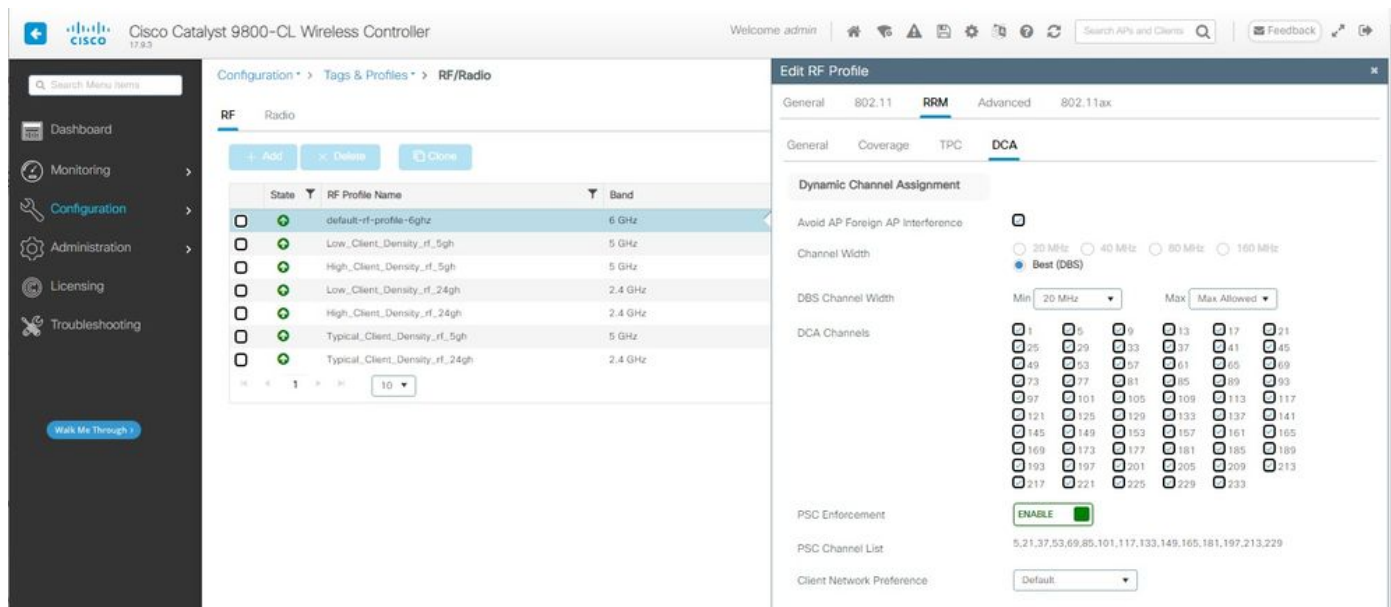 CISCO
Cisco Catalyst 9800-CL Wireless Controller
17.9.3
Welcome admin
Search APs and Clients
Feedback
Search Menu Items
Dashboard
Monitoring
Configuration
Administration
Licensing
Troubleshooting
Walk Me Through
Configuration > Tags & Profiles > RF/Radio
RF Radio
+ Add × Delete Clone
State RF Profile Name Band
default-rf-profile-6ghz 6 GHz
Low_Client_Density_rf_5gh 5 GHz
High_Client_Density_rf_5gh 5 GHz
Low_Client_Density_rf_24gh 2.4 GHz
High_Client_Density_rf_24gh 2.4 GHz
Typical_Client_Density_rf_5gh 5 GHz
Typical_Client_Density_rf_24gh 2.4 GHz
1 10
Edit RF Profile
General 802.11 RRM Advanced 802.11ax
General Coverage TPC DCA
Dynamic Channel Assignment
Avoid AP Foreign AP Interference
Channel Width 20 MHz 40 MHz 80 MHz 160 MHz
Best (DBS)
DBS Channel Width Min 20 MHz Max Max Allowed
DCA Channels 1 5 9 13 17 21
25 29 33 37 41 45
49 53 57 61 65 69
73 77 81 85 89 93
97 101 105 109 113 117
121 125 129 133 137 141
145 149 153 157 161 165
169 173 177 181 185 189
193 197 201 205 209 213
217 221 225 229 233
PSC Enforcement ENABLE
PSC Channel List 5,21,37,53,69,85,101,117,133,149,165,181,197,213,229
Client Network Preference Default